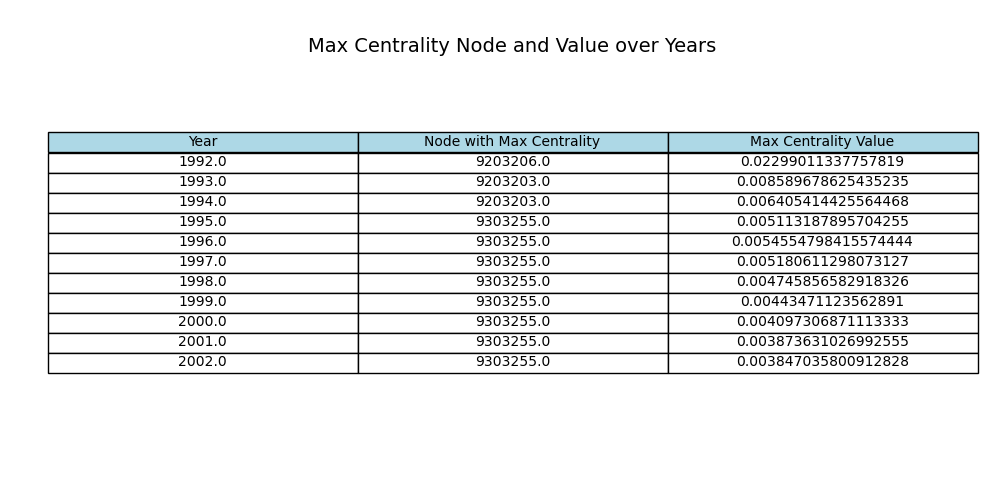 Max Centrality Node and Value over Years
Year Node with Max Centrality Max Centrality Value
1992.0 9203206.0 0.02299011337757819
1993.0 9203203.0 0.008589678625435235
1994.0 9203203.0 0.006405414425564468
1995.0 9303255.0 0.005113187895704255
1996.0 9303255.0 0.0054554798415574444
1997.0 9303255.0 0.005180611298073127
1998.0 9303255.0 0.004745856582918326
1999.0 9303255.0 0.00443471123562891
2000.0 9303255.0 0.004097306871113333
2001.0 9303255.0 0.003873631026992555
2002.0 9303255.0 0.003847035800912828